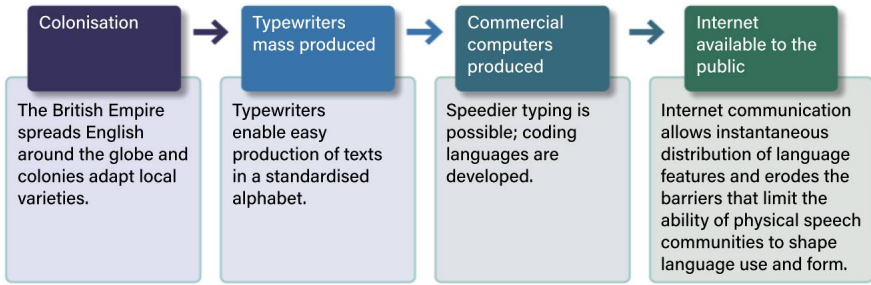 Colonisation
The British Empire
spreads English
around the globe and
colonies adapt local
varieties.
Typewriters
mass produced
Typewriters
enable easy
production of texts
in a standardised
alphabet.
Commercial
computers
produced
Speedier typing is
possible; coding
languages are
developed.
Internet
available to the
public
Internet communication
allows instantaneous
distribution of language
features and erodes the
barriers that limit the
ability of physical speech
communities to shape
language use and form.